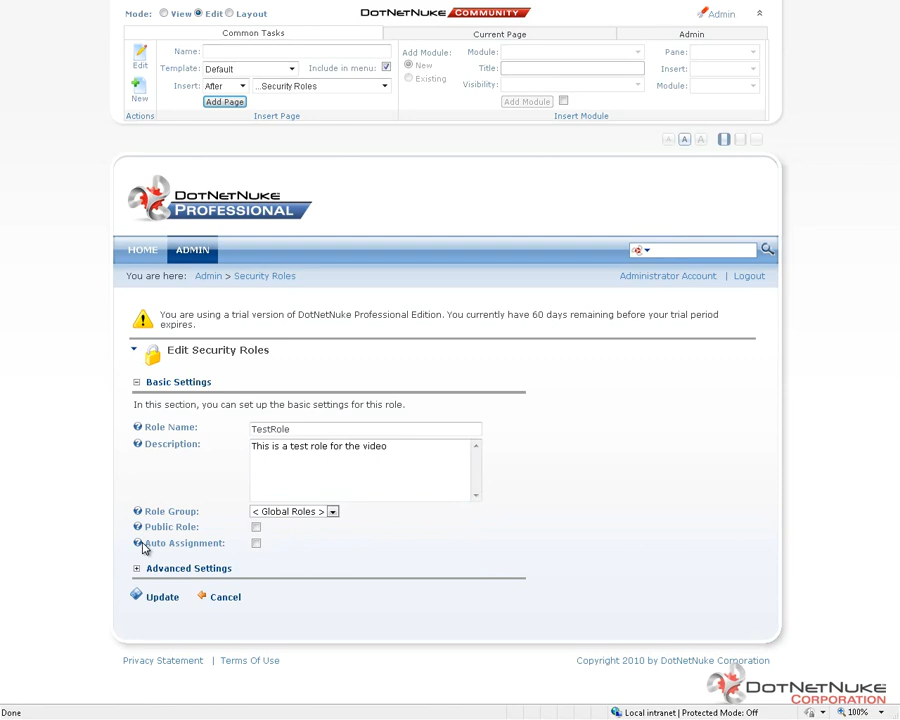 Mode: View Edit Layout
DOTNETNUKE COMMUNITY
Admin
Common Tasks
Current Page
Admin
Edit
New
Actions
Name:
Template: Default
Include in menu:
Insert: After
...Security Roles
Add Page
Insert Page
Add Module:
New
Existing
Module:
Title:
Visibility:
Add Module
Insert Module
Pane:
Insert:
Module:
A A A
DOTNETNUKE
PROFESSIONAL
HOME ADMIN
You are here: Admin > Security Roles
Administrator Account | Logout
You are using a trial version of DotNetNuke Professional Edition. You currently have 60 days remaining before your trial period
expires.
Edit Security Roles
Basic Settings
In this section, you can set up the basic settings for this role.
Role Name: TestRole
Description: This is a test role for the video
Role Group: < Global Roles >
Public Role:
Auto Assignment:
Advanced Settings
Update Cancel
Privacy Statement | Terms Of Use
Copyright 2010 by DotNetNuke Corporation
DOTNETNUKE
CORPORATION
Done
Local intranet | Protected Mode: Off
100%